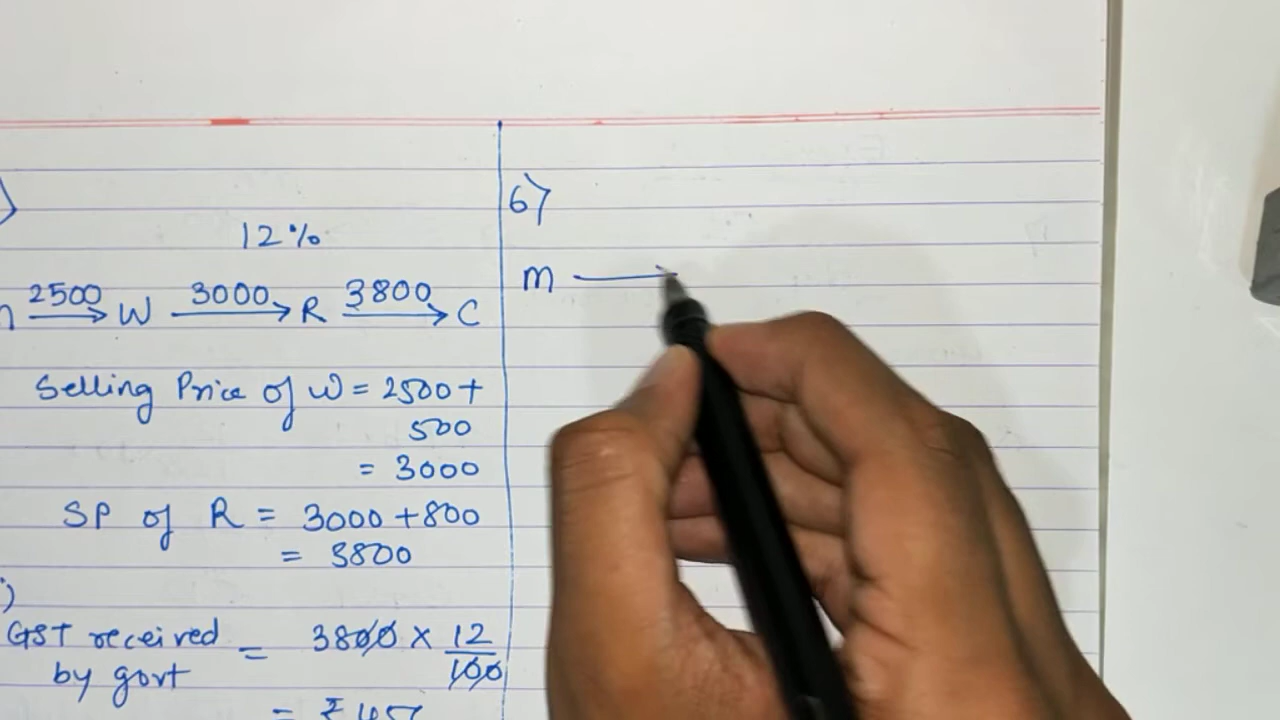 )
12%
m 2500→ W 3000→ R 3800→ C
Selling Price of W = 2500 +
500
= 3000
SP of R = 3000 + 800
= 3800
)
GST received = 3800 × 12/100
by govt
= ₹ 45
6)
m —